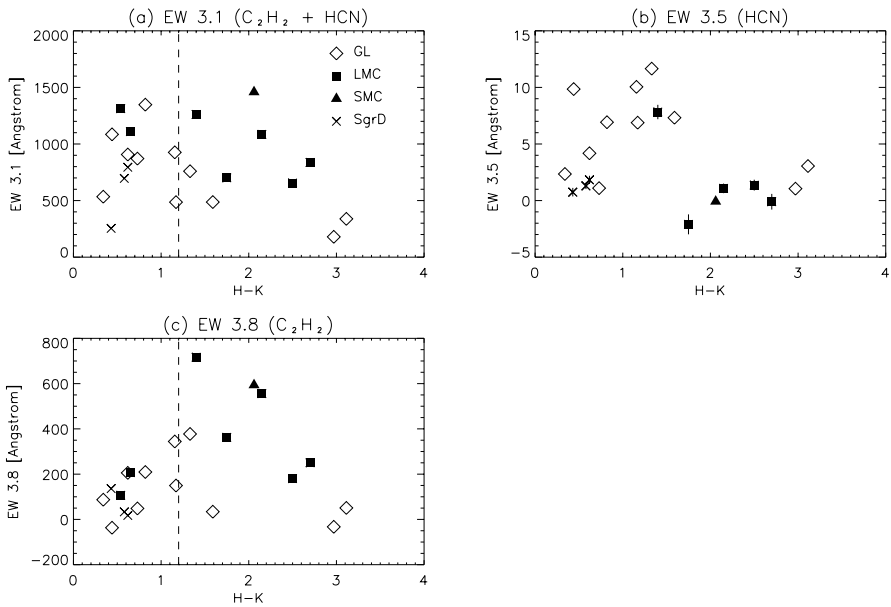 (a) EW 3.1 (C₂H₂ + HCN)
EW 3.1 [Angstrom]
2000
1500
1000
500
0
GL
LMC
SMC
SgrD
0 1 2 3 4
H−K
(b) EW 3.5 (HCN)
EW 3.5 [Angstrom]
15
10
5
0
−5
0 1 2 3 4
H−K
(c) EW 3.8 (C₂H₂)
EW 3.8 [Angstrom]
800
600
400
200
0
−200
0 1 2 3 4
H−K